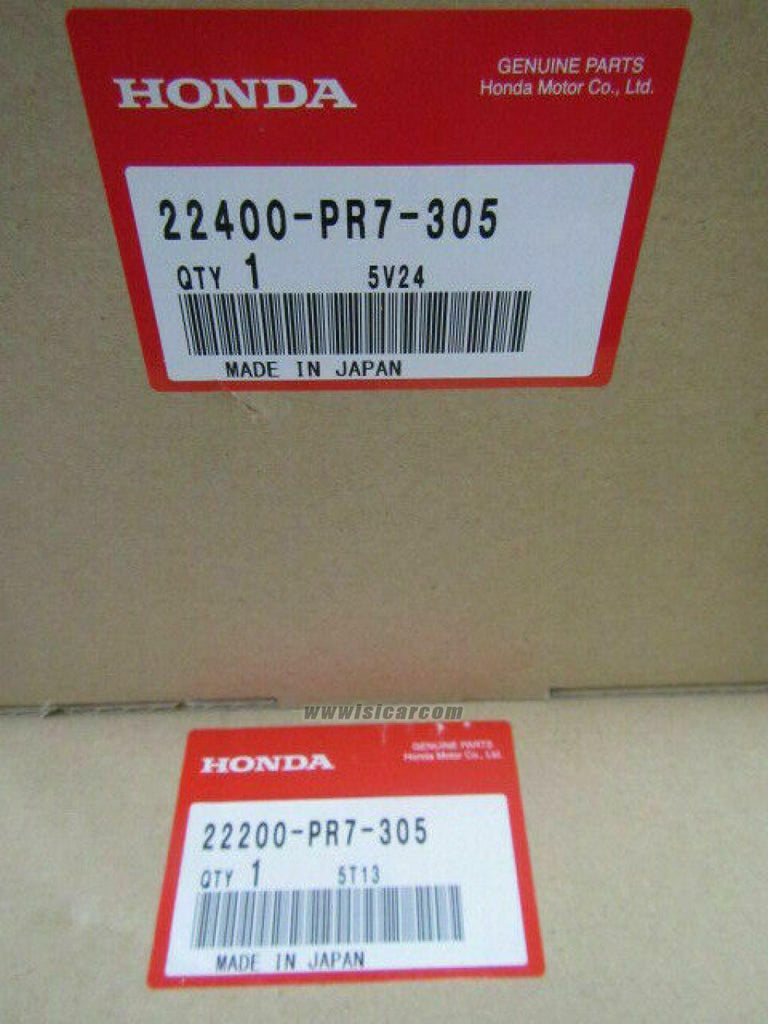 HONDA
GENUINE PARTS
Honda Motor Co., Ltd.
22400-PR7-305
QTY 1 5V24
MADE IN JAPAN
wwwisicarcom
HONDA
GENUINE PARTS
Honda Motor Co., Ltd.
22200-PR7-305
QTY 1 5T13
MADE IN JAPAN